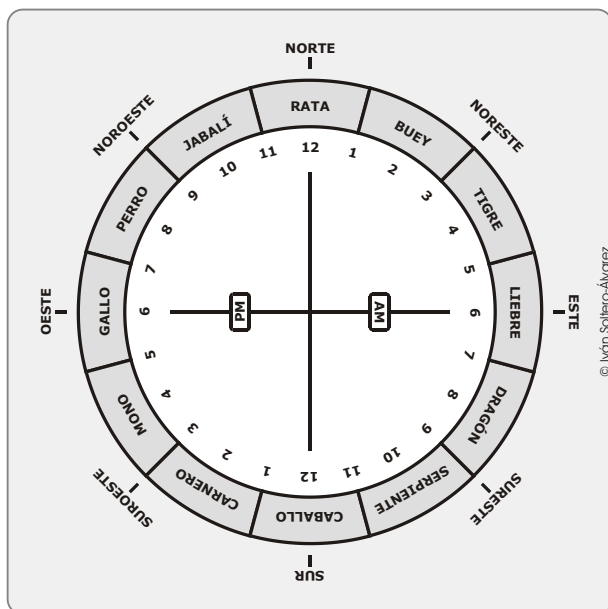 NORTE
NORESTE
ESTE
SURESTE
SUR
SUROESTE
OESTE
NOROESTE
RATA
BUEY
TIGRE
LIEBRE
DRAGÓN
SERPIENTE
CABALLO
CARNERO
MONO
GALLO
PERRO
JABALÍ
12
1
2
3
4
5
6
7
8
9
10
11
12
1
2
3
4
5
6
7
8
9
10
11
PM
AM
© Iván Soltero-Álvarez